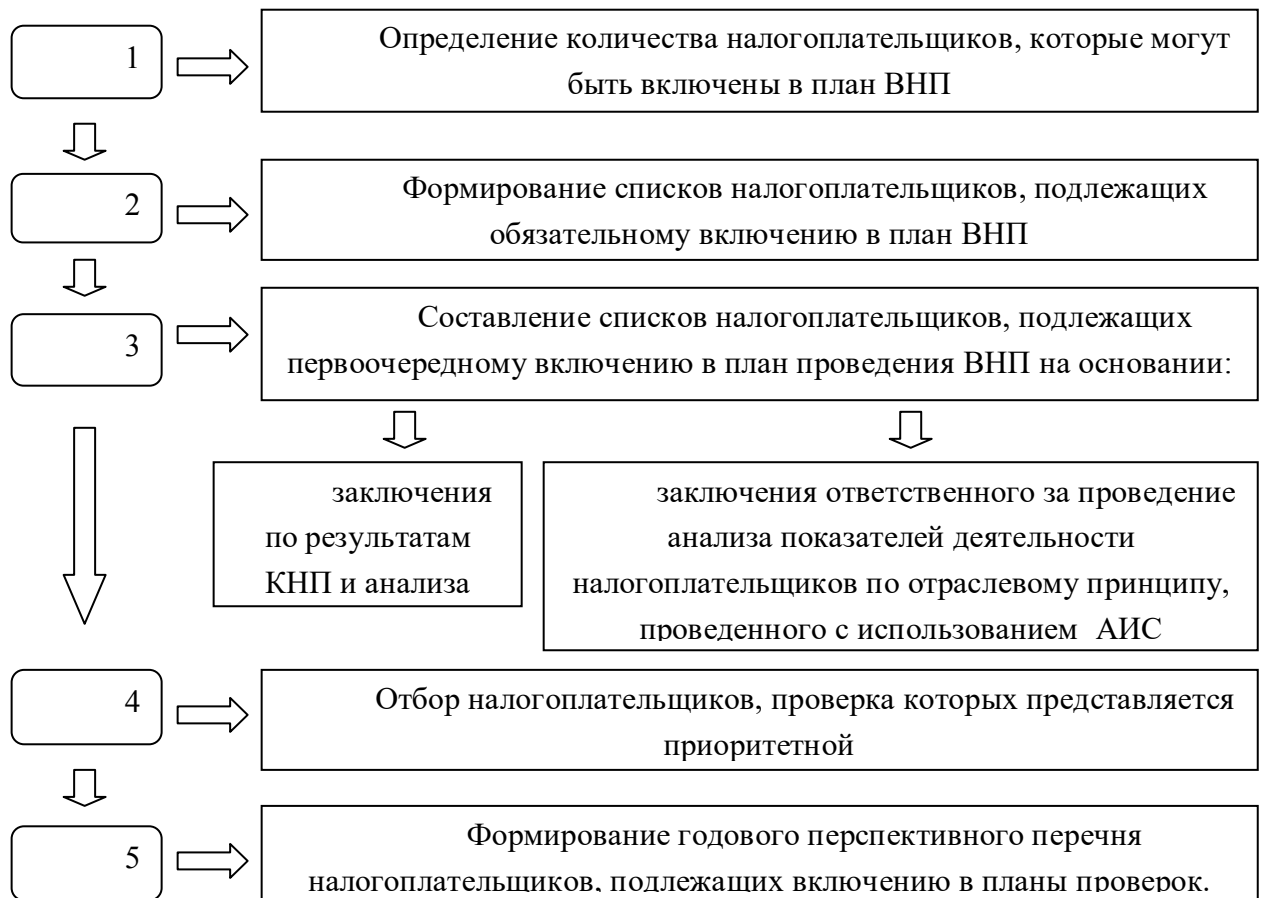 1
Определение количества налогоплательщиков, которые могут
быть включены в план ВНП
2
Формирование списков налогоплательщиков, подлежащих
обязательному включению в план ВНП
3
Составление списков налогоплательщиков, подлежащих
первоочередному включению в план проведения ВНП на основании:
заключения
по результатам
КНП и анализа
заключения ответственного за проведение
анализа показателей деятельности
налогоплательщиков по отраслевому принципу,
проведенного с использованием АИС
4
Отбор налогоплательщиков, проверка которых представляется
приоритетной
5
Формирование годового перспективного перечня
налогоплательщиков, подлежащих включению в планы проверок.